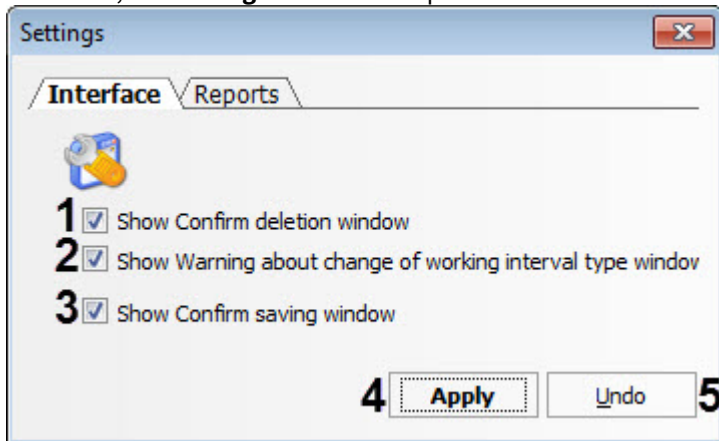 Settings
Interface Reports
1 Show Confirm deletion window
2 Show Warning about change of working interval type window
3 Show Confirm saving window
4 Apply Undo 5